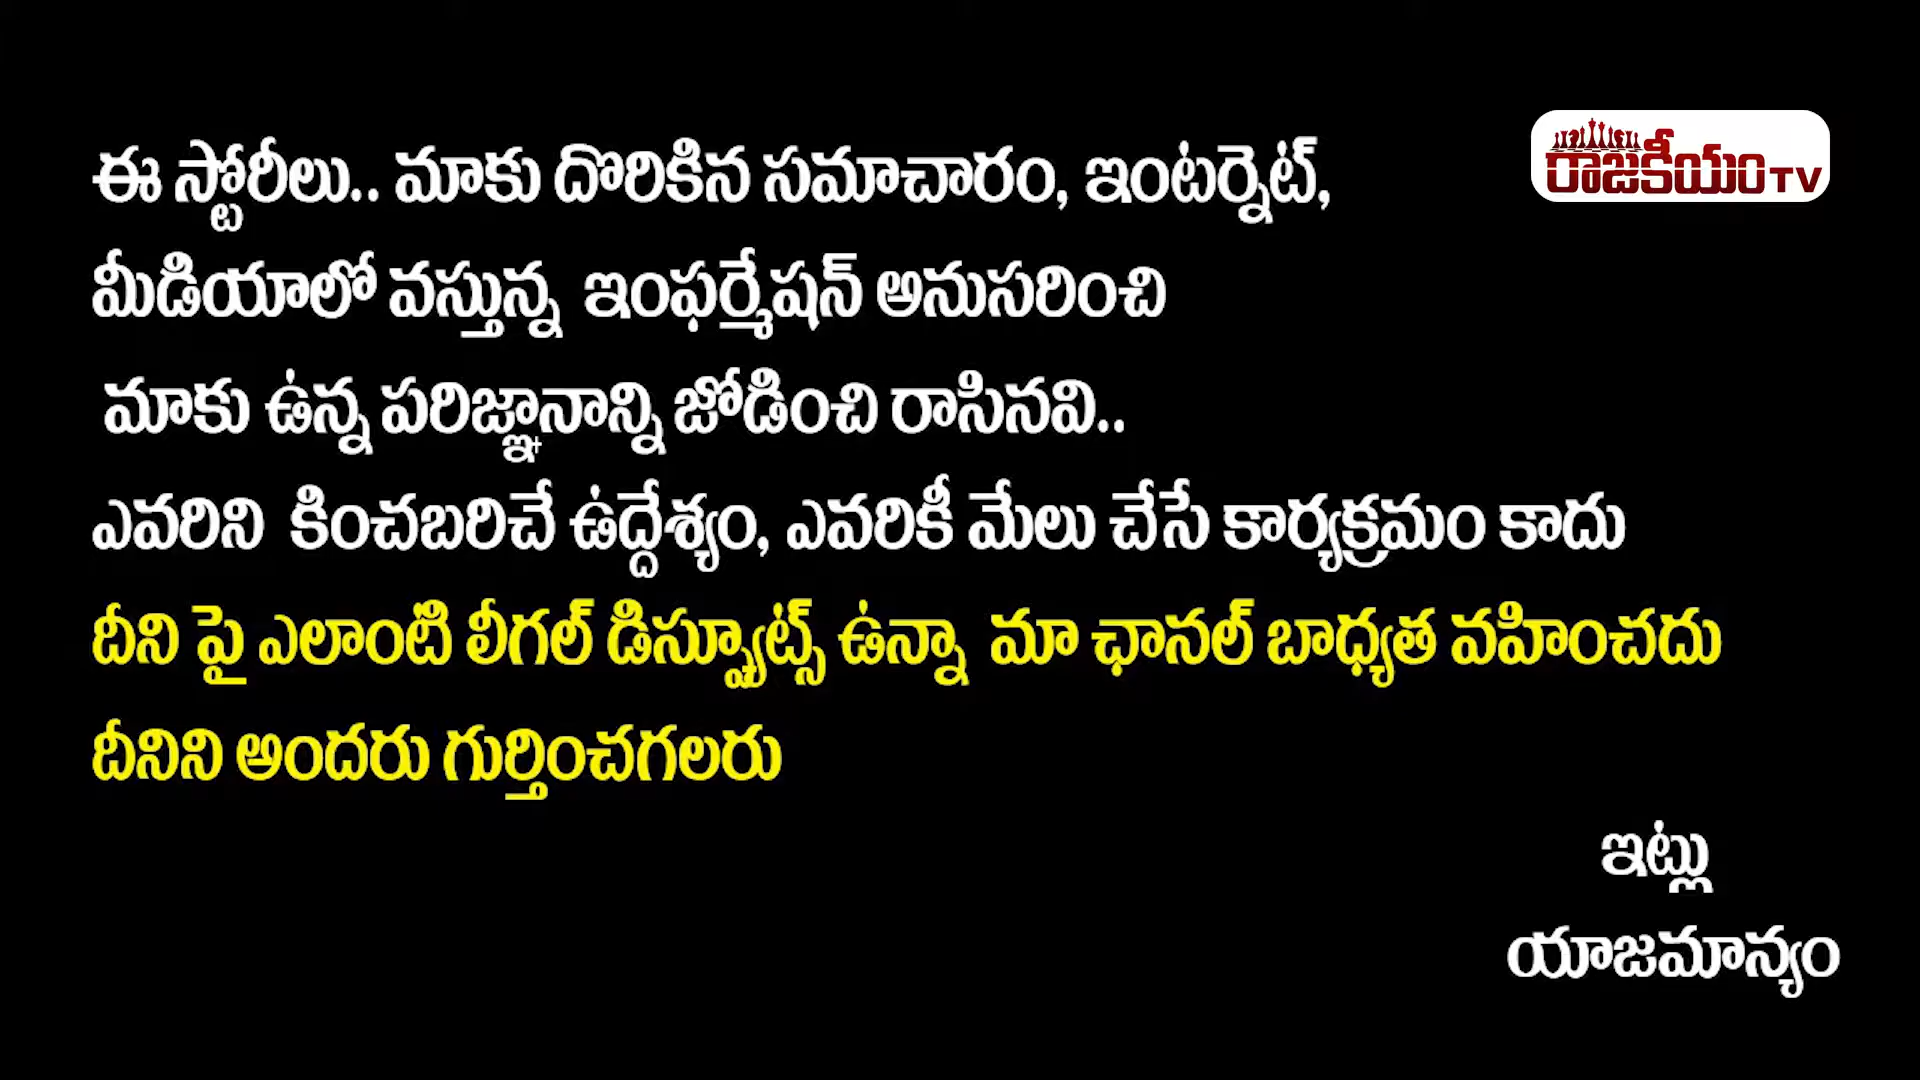 ఈ స్టోరీలు.. మాకు దొరికిన సమాచారం, ఇంటర్నెట్,
రాజకీయం TV
మీడియాలో వస్తున్న ఇంఫర్మేషన్ అనుసరించి
మాకు ఉన్న పరిజ్ఞానాన్ని జోడించి రాసినవి..
ఎవరిని కించబరిచే ఉద్దేశ్యం, ఎవరికీ మేలు చేసే కార్యక్రమం కాదు
దీని పై ఎలాంటి లీగల్ డిస్ప్యూట్స్ ఉన్నా మా ఛానల్ బాధ్యత వహించదు
దీనిని అందరు గుర్తించగలరు
ఇట్లు
యాజమాన్యం